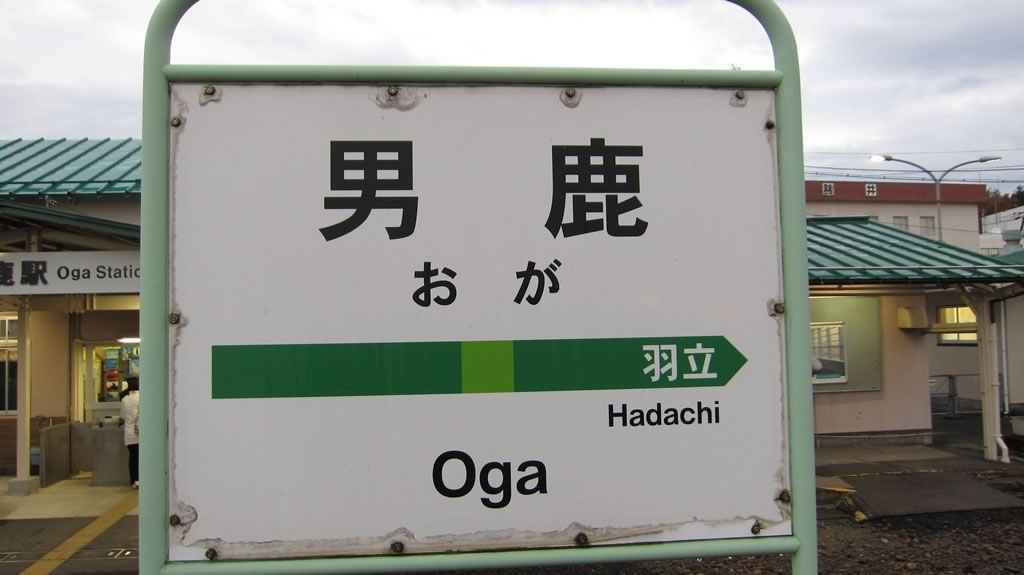 男鹿
おが
羽立
Hadachi
Oga
鹿駅 Oga Statio